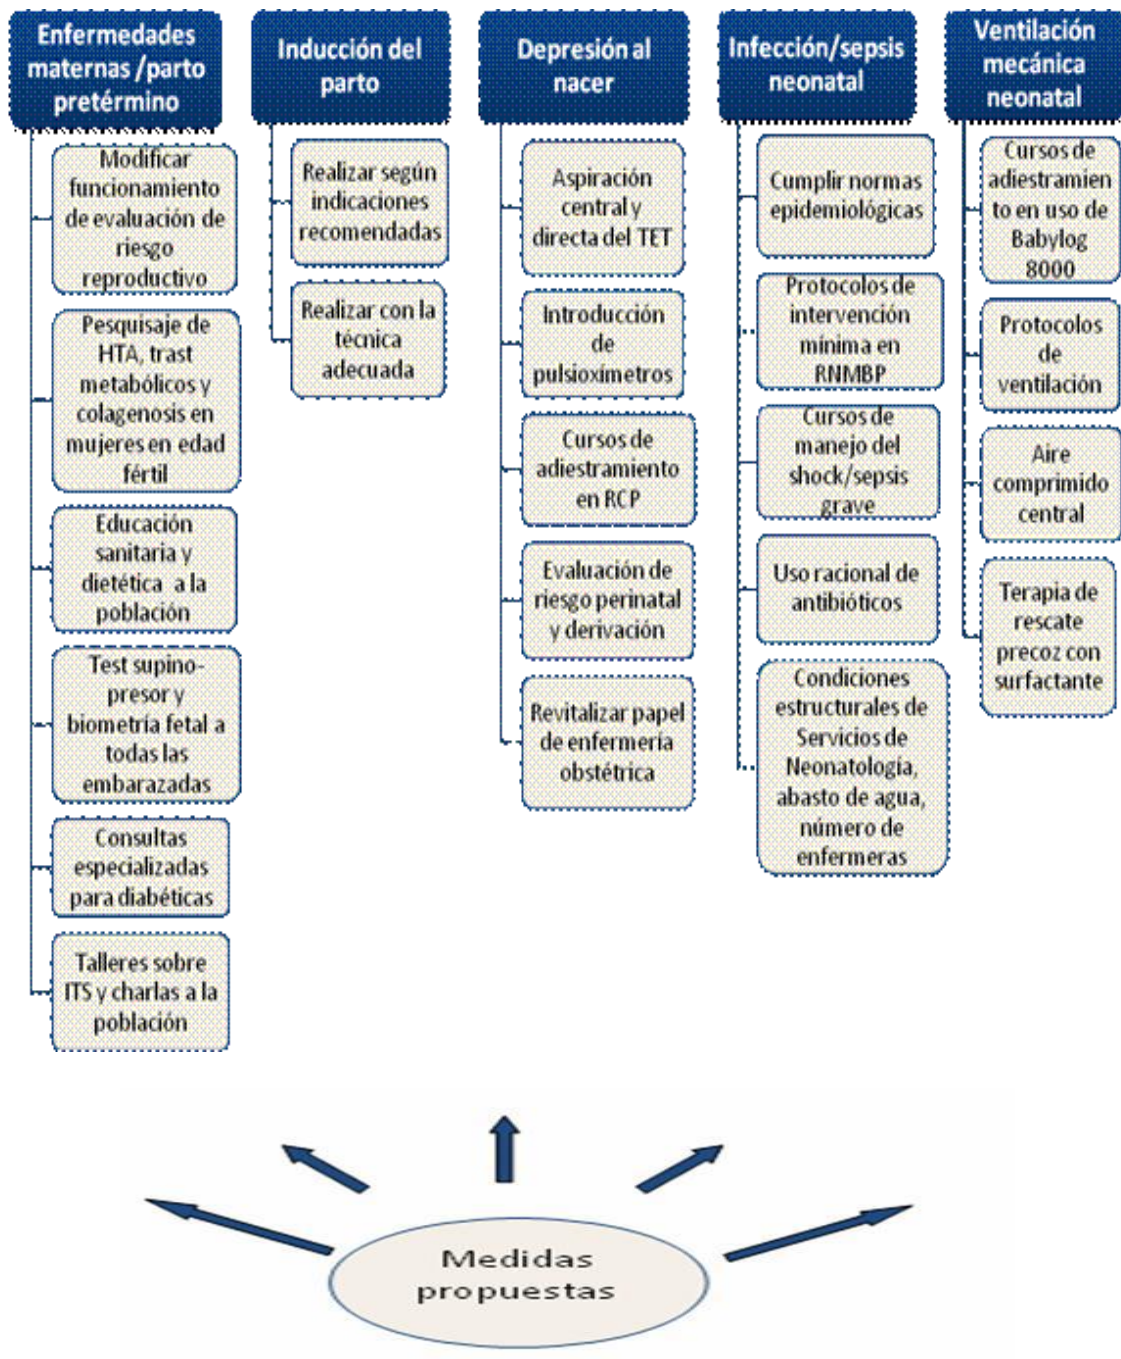 Enfermedades
maternas /parto
pretérmino
Modificar
funcionamiento
de evaluación de
riesgo
reproductivo
Pesquisaje de
HTA, trast
metabólicos y
colagenosis en
mujeres en edad
fértil
Educación
sanitaria y
dietética a la
población
Test supino-
presor y
biometría fetal a
todas las
embarazadas
Consultas
especializadas
para diabéticas
Talleres sobre
ITS y charlas a la
población
Inducción del
parto
Realizar según
indicaciones
recomendadas
Realizar con la
técnica
adecuada
Depresión al
nacer
Aspiración
central y
directa del TET
Introducción
de
pulsioxímetros
Cursos de
adiestramiento
en RCP
Evaluación de
riesgo perinatal
y derivación
Revitalizar papel
de enfermería
obstétrica
Infección/sepsis
neonatal
Cumplir normas
epidemiológicas
Protocolos de
intervención
mínima en
RNMBP
Cursos de
manejo del
shock/sepsis
grave
Uso racional de
antibióticos
Condiciones
estructurales de
Servicios de
Neonatología,
abasto de agua,
número de
enfermeras
Ventilación
mecánica
neonatal
Cursos de
adiestramien
to en uso de
Babylog
8000
Protocolos
de
ventilación
Aire
comprimido
central
Terapia de
rescate
precoz con
surfactante
Medidas
propuestas